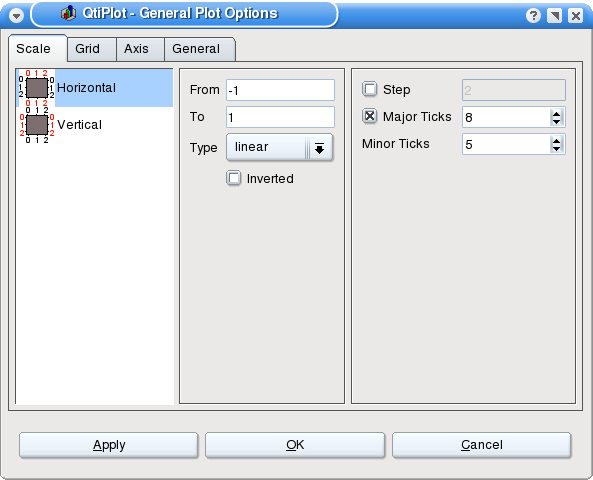 QtiPlot - General Plot Options
?
Scale Grid Axis General
0 1 2
0 1 2
0 1 2
0 1 2
Horizontal
0 1 2
0 1 2
0 1 2
0 1 2
Vertical
From -1
To 1
Type linear
Inverted
Step 2
Major Ticks 8
Minor Ticks 5
Apply OK Cancel